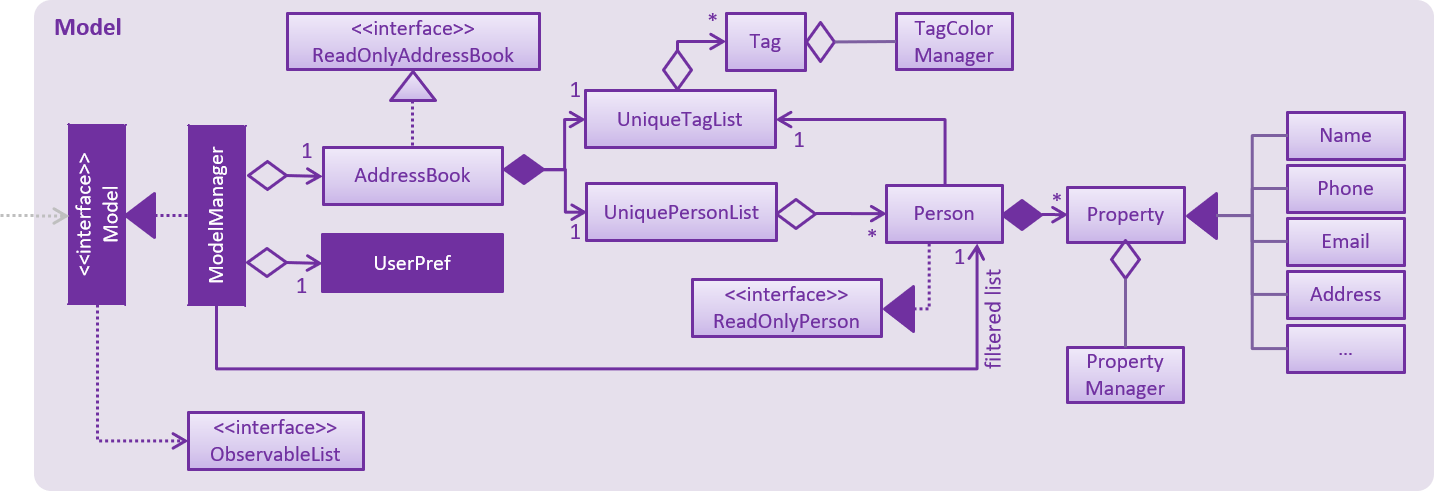 Model
<<interface>>
ReadOnlyAddressBook
*
Tag
TagColor
Manager
1
UniqueTagList
1
<<interface>>
Model
ModelManager
1
AddressBook
UniquePersonList
1
*
Person
*
Property
Name
Phone
Email
Address
...
1
UserPref
1
filtered list
<<interface>>
ReadOnlyPerson
Property
Manager
<<interface>>
ObservableList